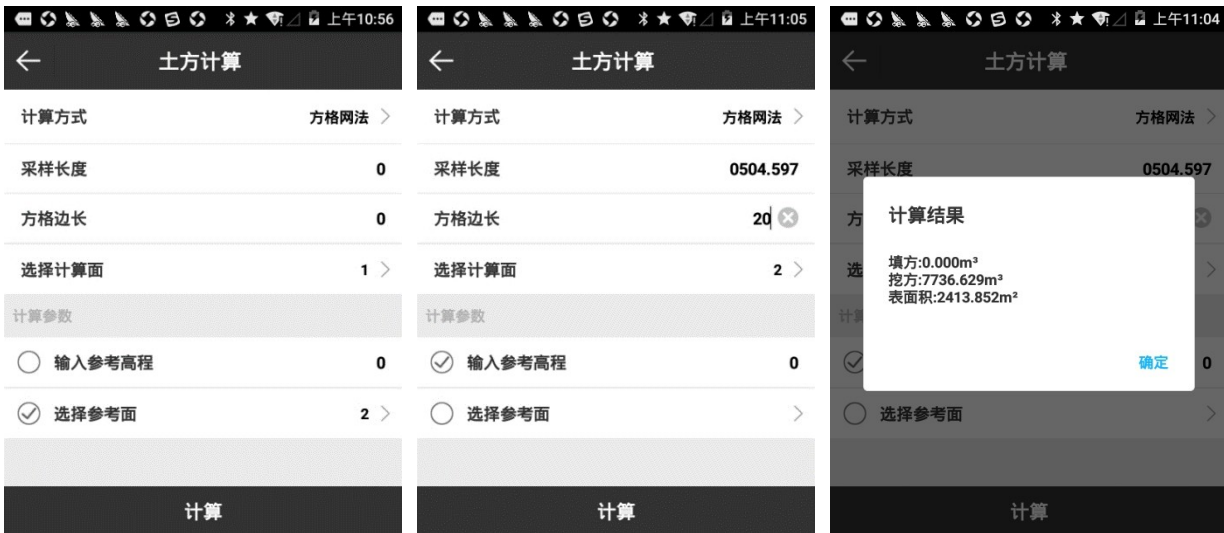 上午10:56
土方计算
计算方式 方格网法
采样长度 0
方格边长 0
选择计算面 1
计算参数
输入参考高程 0
选择参考面 2
计算
上午11:05
土方计算
计算方式 方格网法
采样长度 0504.597
方格边长 20
选择计算面 2
计算参数
输入参考高程 0
选择参考面
计算
上午11:04
土方计算
计算方式 方格网法
采样长度 0504.597
方
选
计算
计算结果
填方:0.000m³
挖方:7736.629m³
表面积:2413.852m²
确定
0
选择参考面
计算